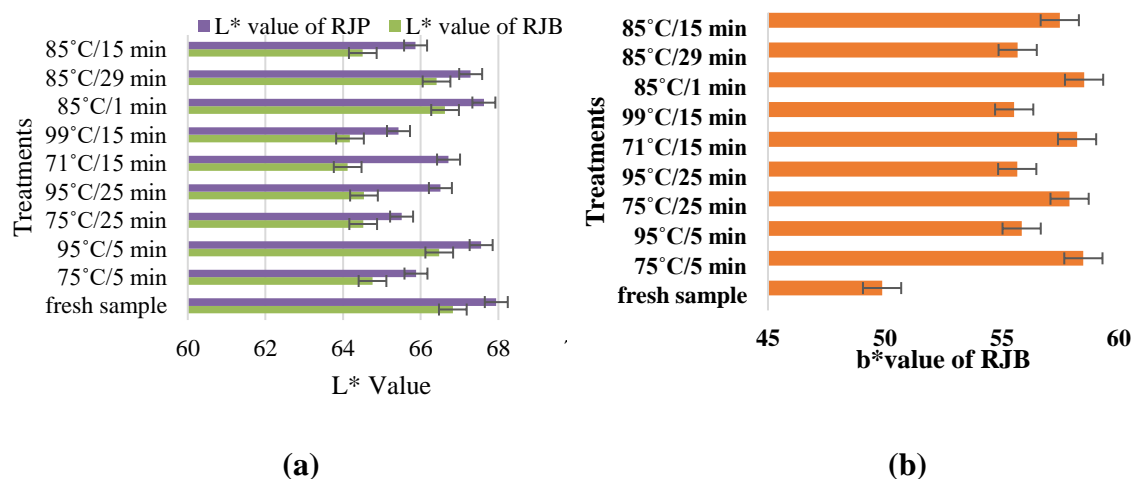 L* value of RJP L* value of RJB
85˚C/15 min
85˚C/29 min
85˚C/1 min
99˚C/15 min
71˚C/15 min
95˚C/25 min
75˚C/25 min
95˚C/5 min
75˚C/5 min
fresh sample
Treatments
60 62 64 66 68
L* Value
(a)
85˚C/15 min
85˚C/29 min
85˚C/1 min
99˚C/15 min
71˚C/15 min
95˚C/25 min
75˚C/25 min
95˚C/5 min
75˚C/5 min
fresh sample
Treatments
45 50 55 60
b*value of RJB
(b)